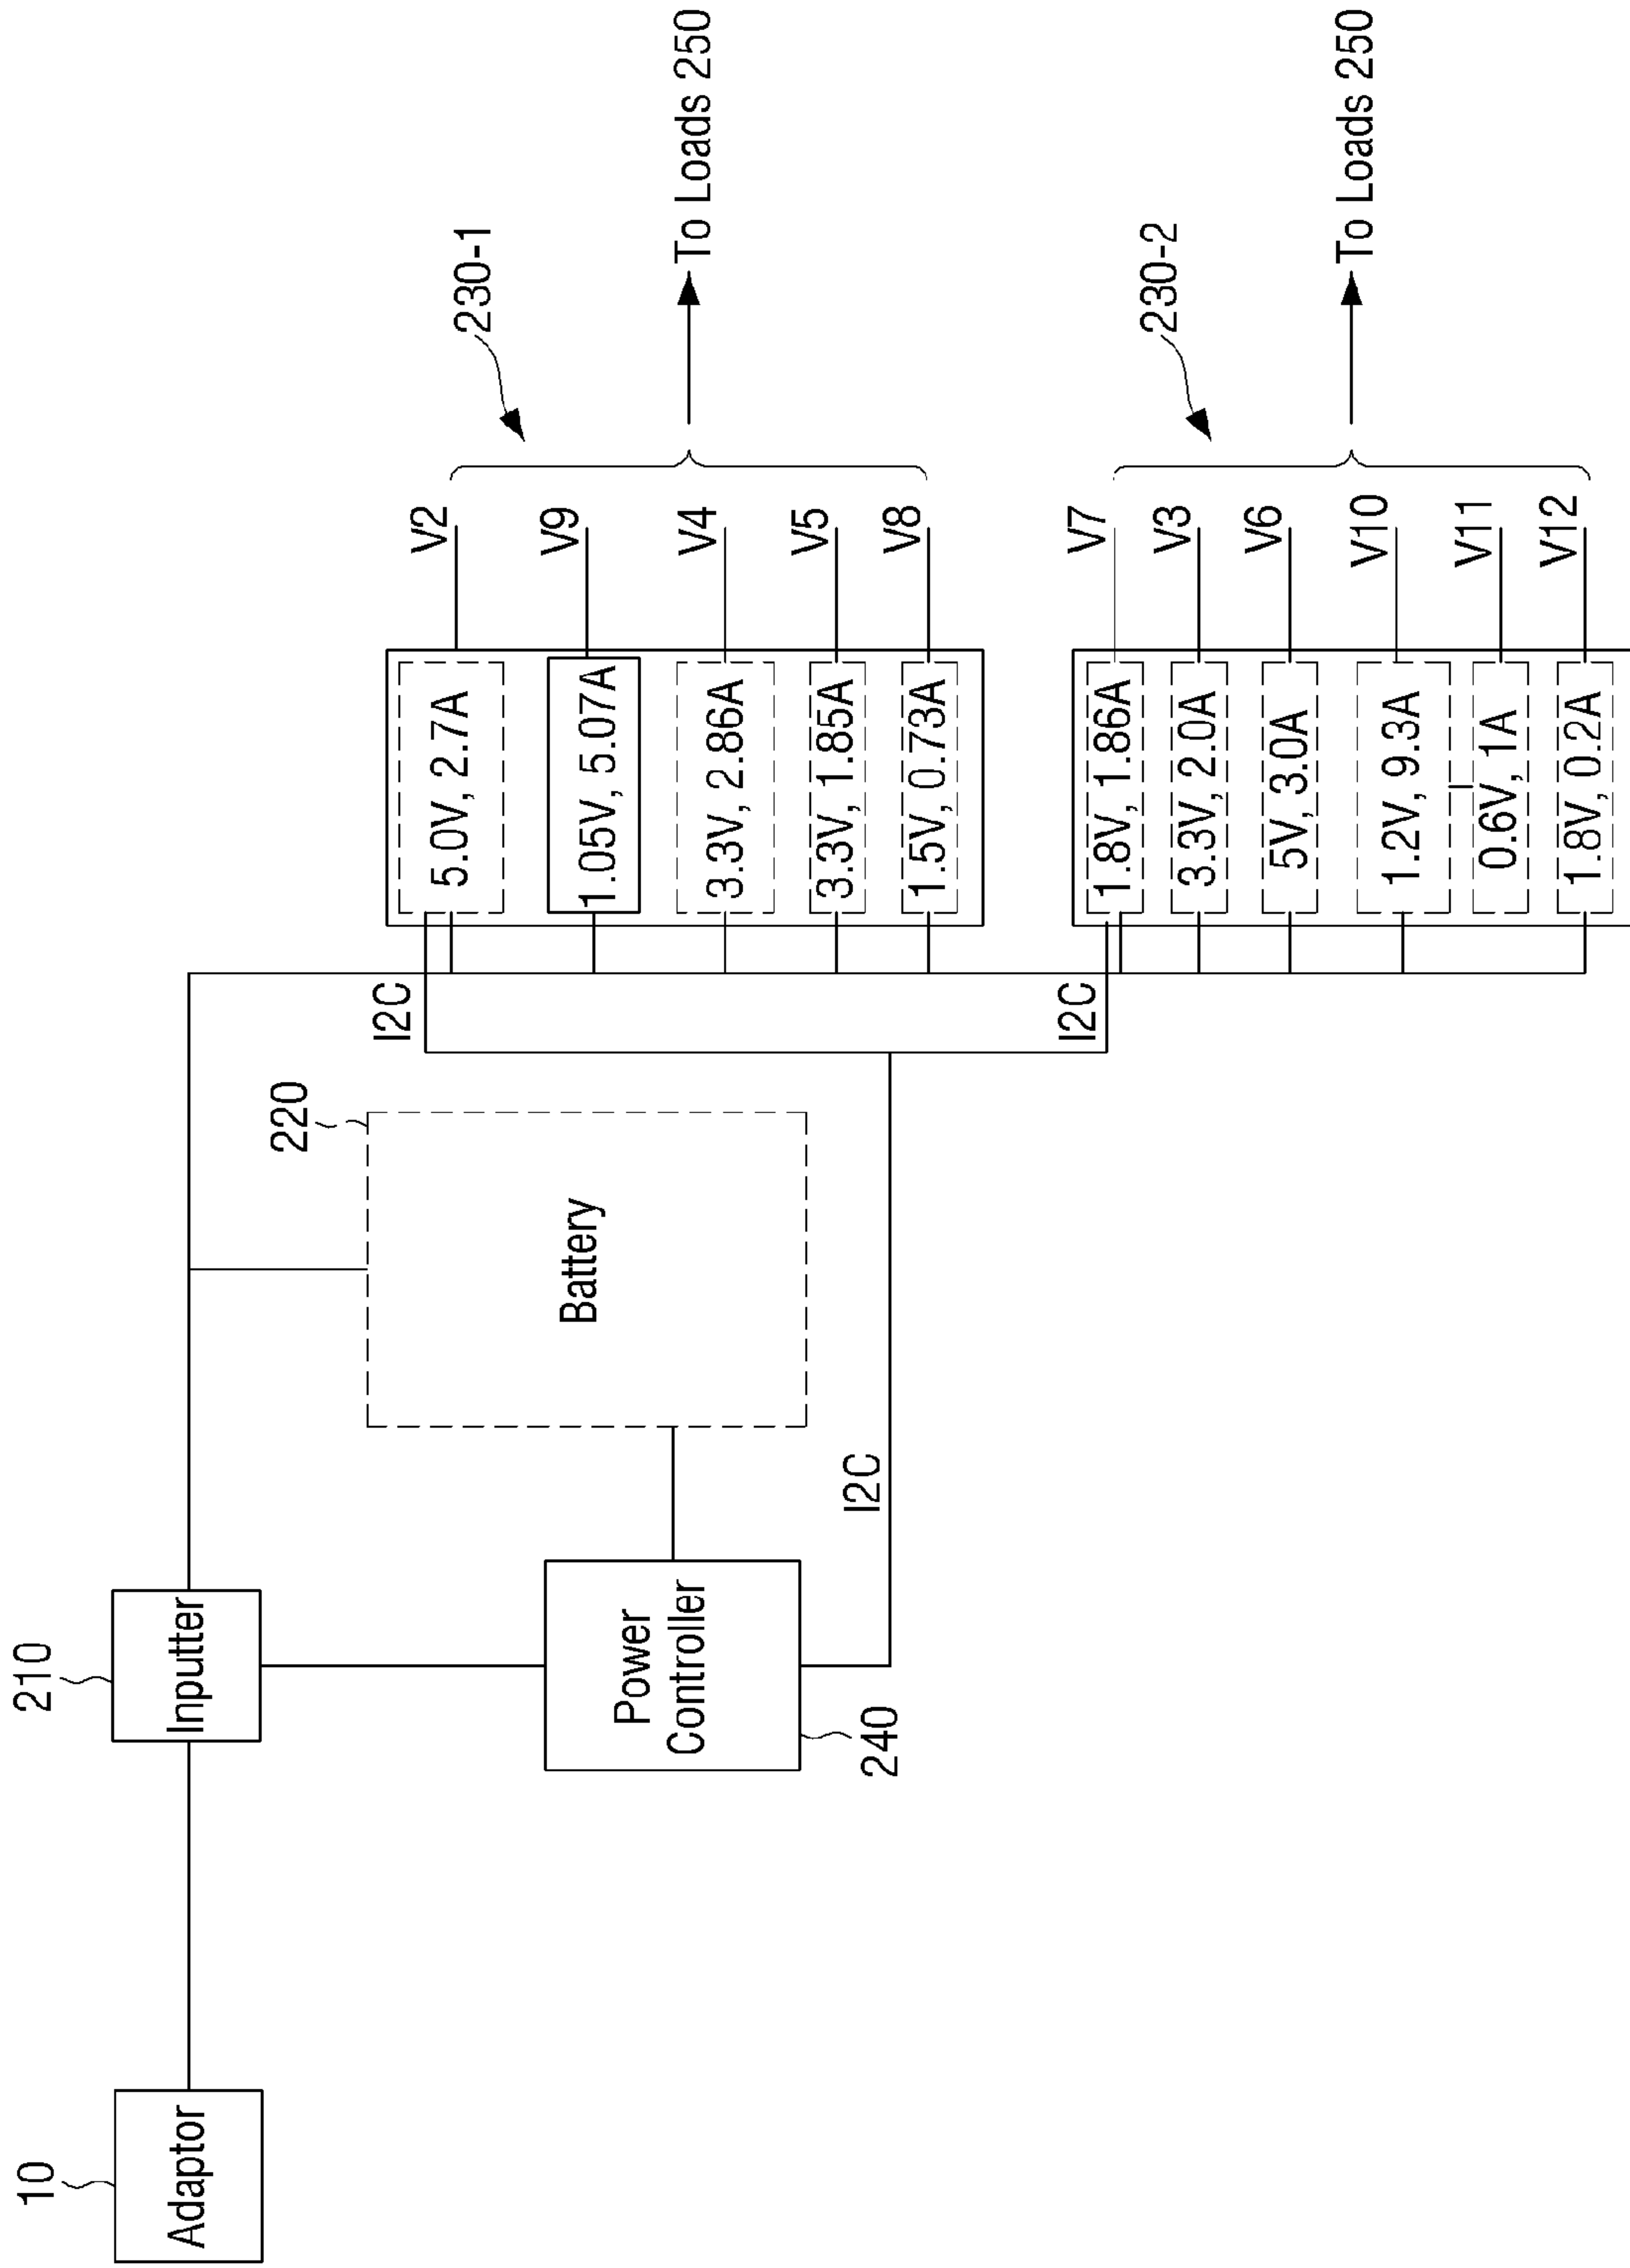 10
Adaptor
210
Inputter
Power
Controller
240
220
Battery
I2C
I2C
I2C
5.0V, 2.7A
V2
1.05V, 5.07A
V9
3.3V, 2.86A
V4
3.3V, 1.85A
V5
1.5V, 0.73A
V8
230-1
To Loads 250
1.8V, 1.86A
V7
3.3V, 2.0A
V3
5V, 3.0A
V6
1.2V, 9.3A
V10
0.6V, 1A
V11
1.8V, 0.2A
V12
230-2
To Loads 250